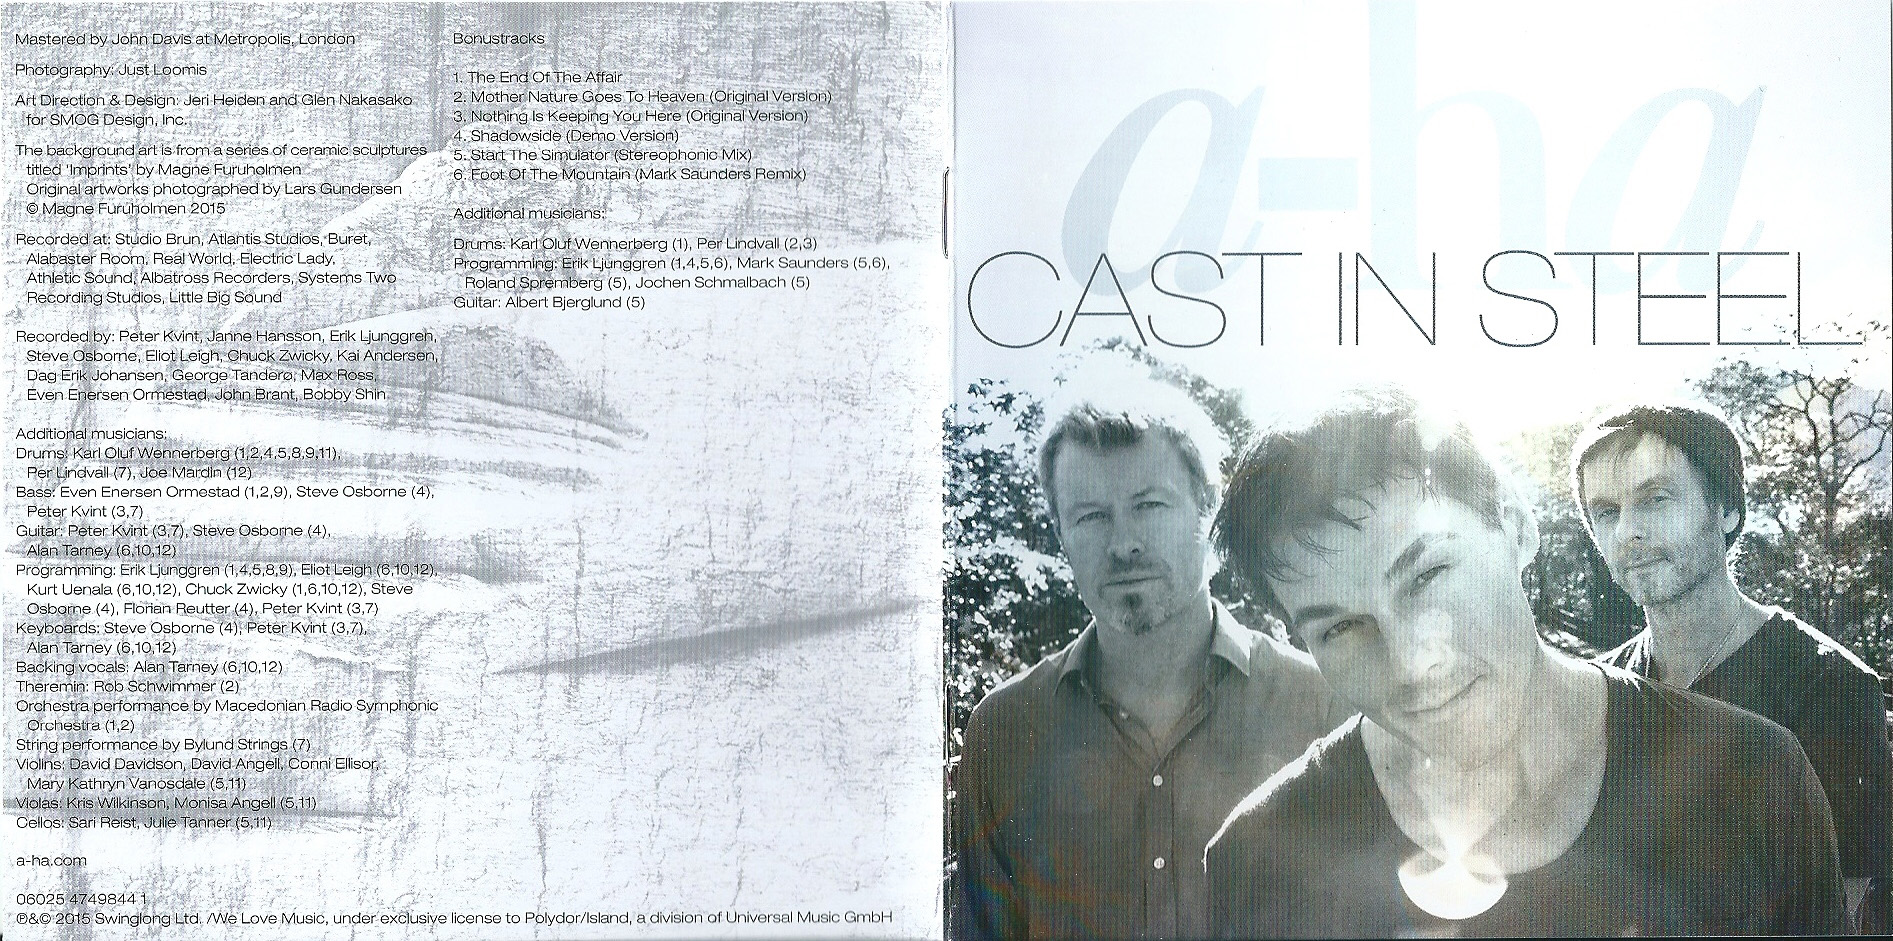 Mastered by John Davis at Metropolis, London
Photography: Just Loomis
Art Direction & Design: Jeri Heiden and Glen Nakasako
for SMOG Design, Inc.
The background art is from a series of ceramic sculptures
titled 'Imprints' by Magne Furuholmen
Original artworks photographed by Lars Gundersen
© Magne Furuholmen 2015
Recorded at: Studio Brun, Atlantis Studios, Buret,
Alabaster Room, Real World, Electric Lady,
Athletic Sound, Albatross Recorders, Systems Two
Recording Studios, Little Big Sound
Recorded by: Peter Kvint, Janne Hansson, Erik Ljunggren,
Steve Osborne, Eliot Leigh, Chuck Zwicky, Kai Andersen,
Dag Erik Johansen, George Tanderø, Max Ross,
Even Enersen Ormestad, John Brant, Bobby Shin
Additional musicians:
Drums: Karl Oluf Wennerberg (1,2,4,5,8,9,11),
Per Lindvall (7), Joe Mardin (12)
Bass: Even Enersen Ormestad (1,2,9), Steve Osborne (4),
Peter Kvint (3,7)
Guitar: Peter Kvint (3,7), Steve Osborne (4),
Alan Tarney (6,10,12)
Programming: Erik Ljunggren (1,4,5,8,9), Eliot Leigh (6,10,12),
Kurt Uenala (6,10,12), Chuck Zwicky (1,6,10,12), Steve
Osborne (4), Florian Reutter (4), Peter Kvint (3,7)
Keyboards: Steve Osborne (4), Peter Kvint (3,7),
Alan Tarney (6,10,12)
Backing vocals: Alan Tarney (6,10,12)
Theremin: Rob Schwimmer (2)
Orchestra performance by Macedonian Radio Symphonic
Orchestra (1,2)
String performance by Bylund Strings (7)
Violins: David Davidson, David Angell, Conni Ellisor,
Mary Kathryn Vanosdale (5,11)
Violas: Kris Wilkinson, Monisa Angell (5,11)
Cellos: Sari Reist, Julie Tanner (5,11)
a-ha.com
06025 4749844 1
℗&© 2015 Swinglong Ltd. /We Love Music, under exclusive license to Polydor/Island, a division of Universal Music GmbH
Bonustracks
1. The End Of The Affair
2. Mother Nature Goes To Heaven (Original Version)
3. Nothing Is Keeping You Here (Original Version)
4. Shadowside (Demo Version)
5. Start The Simulator (Stereophonic Mix)
6. Foot Of The Mountain (Mark Saunders Remix)
Additional musicians:
Drums: Karl Oluf Wennerberg (1), Per Lindvall (2,3)
Programming: Erik Ljunggren (1,4,5,6), Mark Saunders (5,6),
Roland Spremberg (5), Jochen Schmalbach (5)
Guitar: Albert Bjerglund (5)
a-ha
CAST IN STEEL